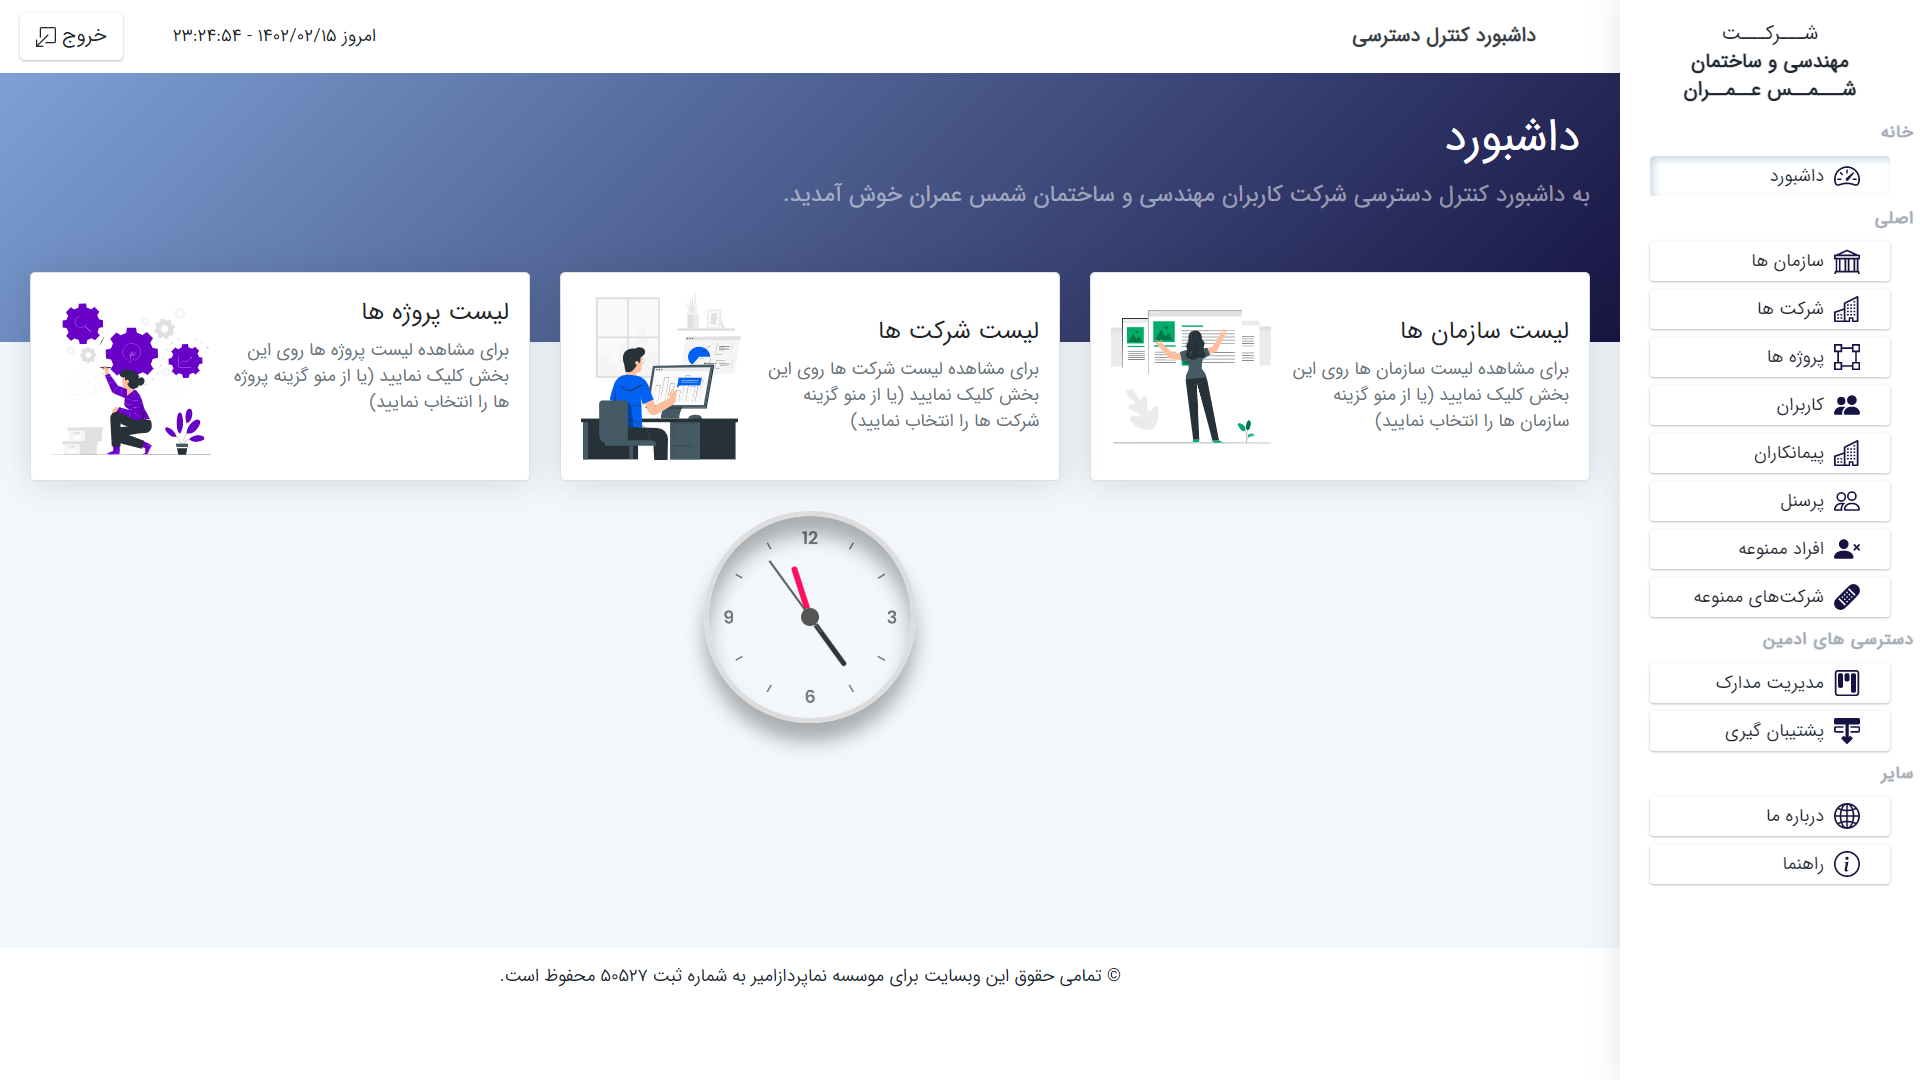 شـــرکـــت
مهندسی و ساختمان
شـــمــس عــمــران
خانه
داشبورد
اصلی
سازمان ها
شرکت ها
پروژه ها
کاربران
پیمانکاران
پرسنل
افراد ممنوعه
شرکت‌های ممنوعه
دسترسی های ادمین
مدیریت مدارک
پشتیبان گیری
سایر
درباره ما
راهنما
داشبورد کنترل دسترسی
امروز ۱۴۰۲/۰۲/۱۵ - ۲۳:۲۴:۵۴
خروج
داشبورد
به داشبورد کنترل دسترسی شرکت کاربران مهندسی و ساختمان شمس عمران خوش آمدید.
لیست سازمان ها
برای مشاهده لیست سازمان ها روی این
بخش کلیک نمایید (یا از منو گزینه
سازمان ها را انتخاب نمایید)
لیست شرکت ها
برای مشاهده لیست شرکت ها روی این
بخش کلیک نمایید (یا از منو گزینه
شرکت ها را انتخاب نمایید)
لیست پروژه ها
برای مشاهده لیست پروژه ها روی این
بخش کلیک نمایید (یا از منو گزینه پروژه
ها را انتخاب نمایید)
12
9
3
6
© تمامی حقوق این وبسایت برای موسسه نماپردازامیر به شماره ثبت ۵۰۵۲۷ محفوظ است.